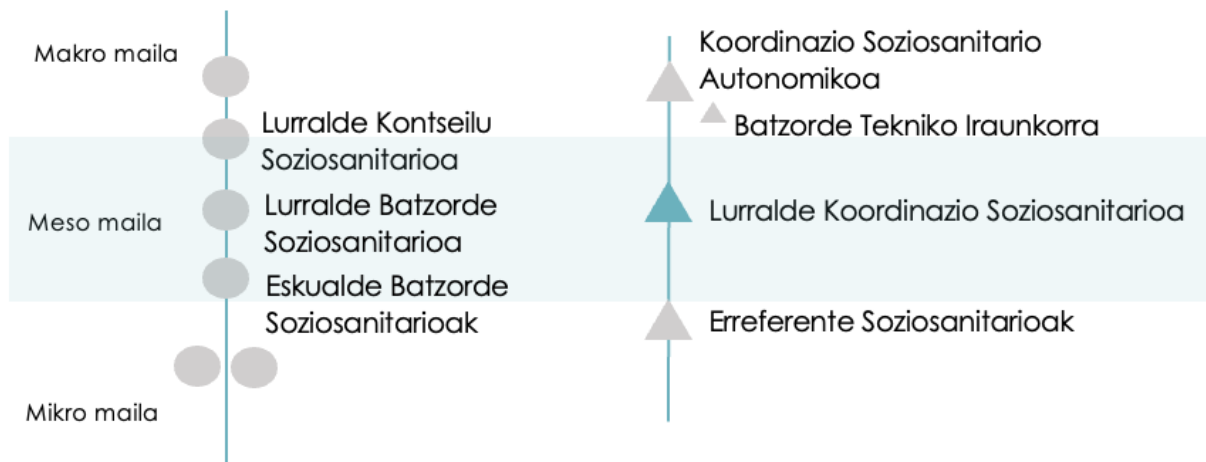 Makro maila
Lurralde Kontseilu
Soziosanitarioa
Meso maila
Lurralde Batzorde
Soziosanitarioa
Eskualde Batzorde
Soziosanitarioak
Mikro maila
Koordinazio Soziosanitario
Autonomikoa
Batzorde Tekniko Iraunkorra
Lurralde Koordinazio Soziosanitarioa
Erreferente Soziosanitarioak